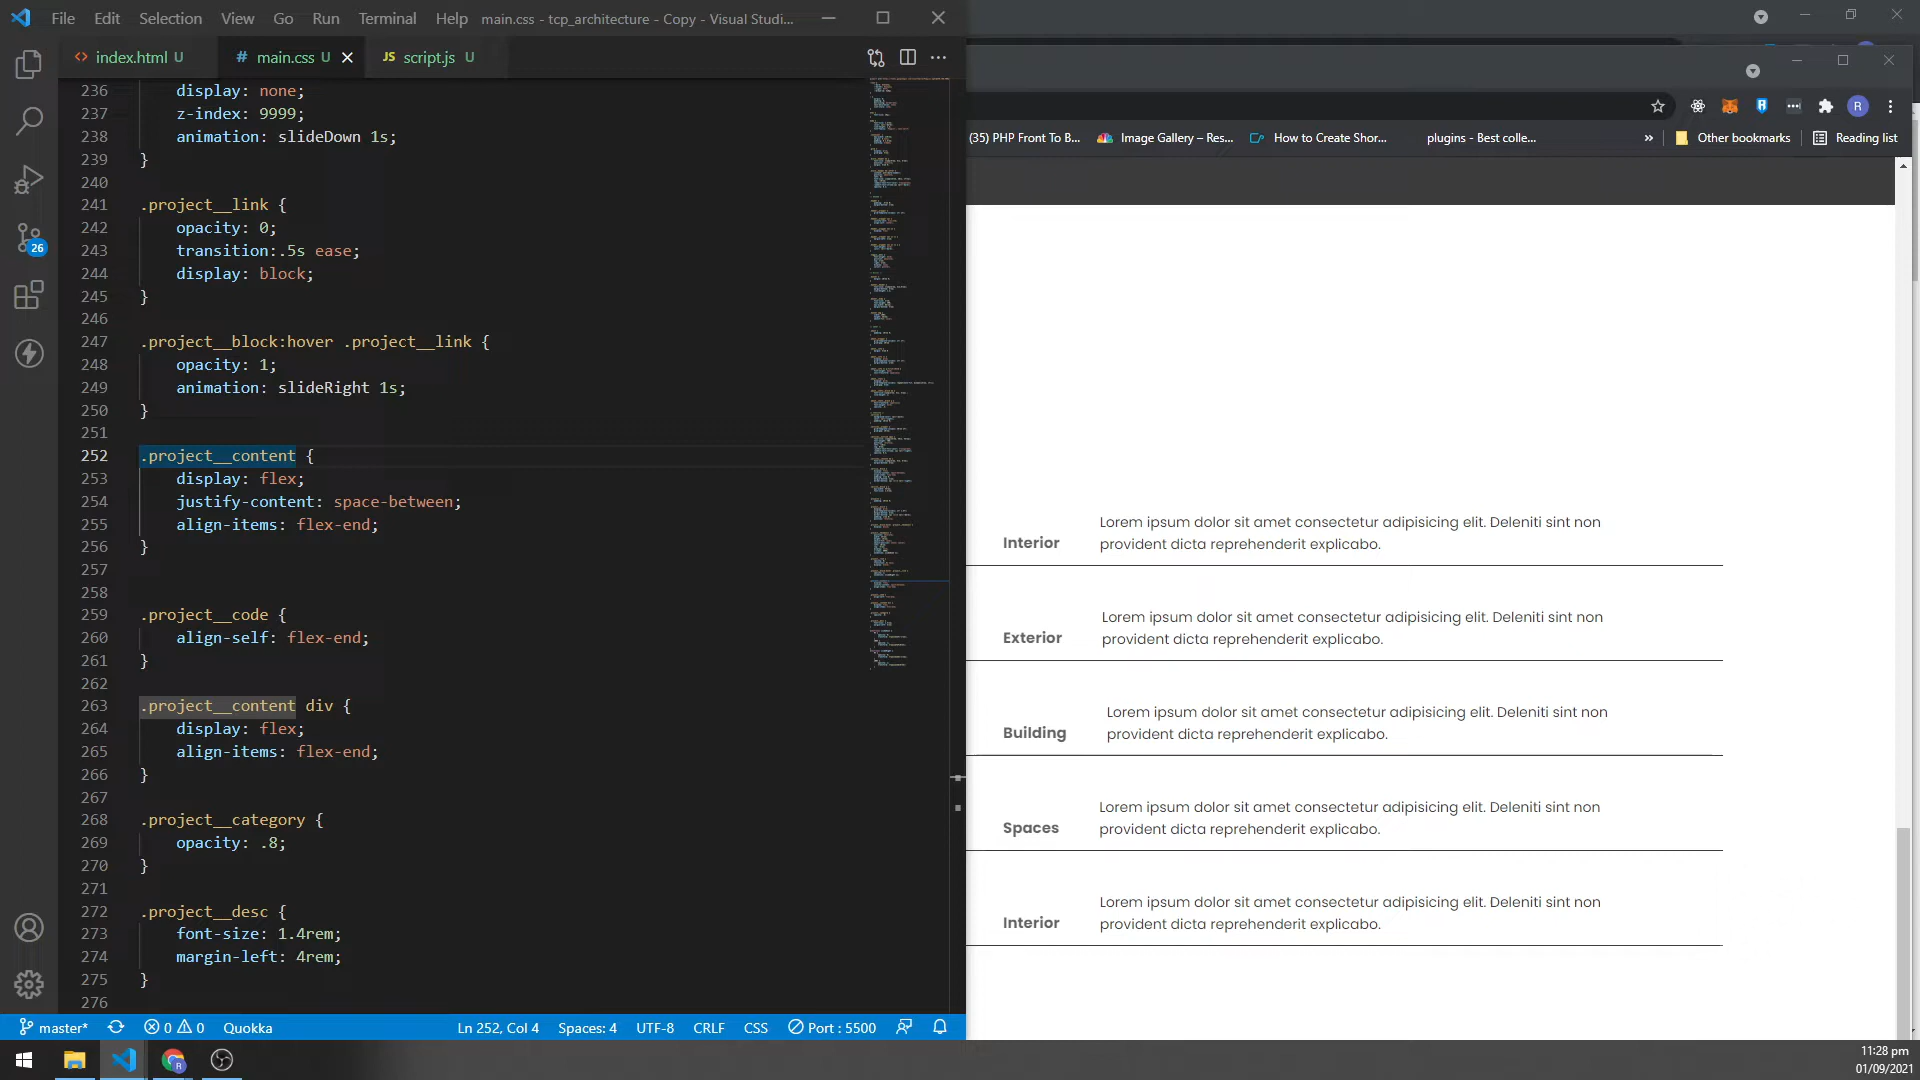 File Edit Selection View Go Run Terminal Help main.css - tcp_architecture - Copy - Visual Studi...
<> index.html U # main.css U JS script.js U
236 display: none;
237 z-index: 9999;
238 animation: slideDown 1s;
239 }
240
241 .project__link {
242 opacity: 0;
243 transition:.5s ease;
244 display: block;
245 }
246
247 .project__block:hover .project__link {
248 opacity: 1;
249 animation: slideRight 1s;
250 }
251
252 .project__content {
253 display: flex;
254 justify-content: space-between;
255 align-items: flex-end;
256 }
257
258
259 .project__code {
260 align-self: flex-end;
261 }
262
263 .project__content div {
264 display: flex;
265 align-items: flex-end;
266 }
267
268 .project__category {
269 opacity: .8;
270 }
271
272 .project__desc {
273 font-size: 1.4rem;
274 margin-left: 4rem;
275 }
276
26
master* 0 0 Quokka Ln 252, Col 4 Spaces: 4 UTF-8 CRLF CSS Port : 5500
R
(35) PHP Front To B... Image Gallery – Res... How to Create Shor... plugins - Best colle... » Other bookmarks Reading list
Lorem ipsum dolor sit amet consectetur adipisicing elit. Deleniti sint non
Interior provident dicta reprehenderit explicabo.
Lorem ipsum dolor sit amet consectetur adipisicing elit. Deleniti sint non
Exterior provident dicta reprehenderit explicabo.
Lorem ipsum dolor sit amet consectetur adipisicing elit. Deleniti sint non
Building provident dicta reprehenderit explicabo.
Lorem ipsum dolor sit amet consectetur adipisicing elit. Deleniti sint non
Spaces provident dicta reprehenderit explicabo.
Lorem ipsum dolor sit amet consectetur adipisicing elit. Deleniti sint non
Interior provident dicta reprehenderit explicabo.
11:28 pm
01/09/2021